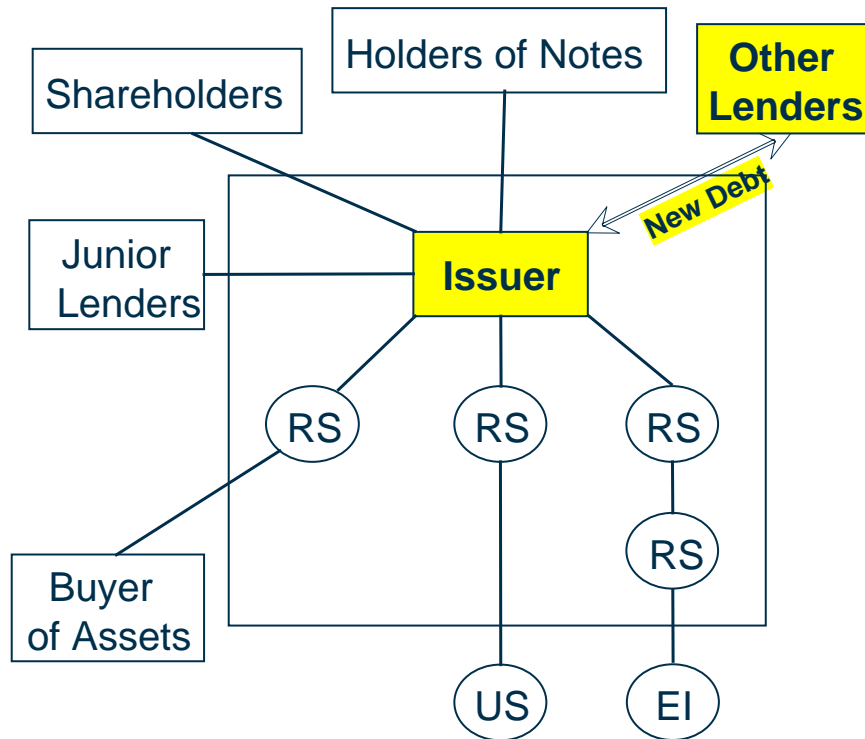 Holders of Notes
Other
Lenders
Shareholders
New Debt
Junior
Lenders
Issuer
RS
RS
RS
RS
Buyer
of Assets
US
EI